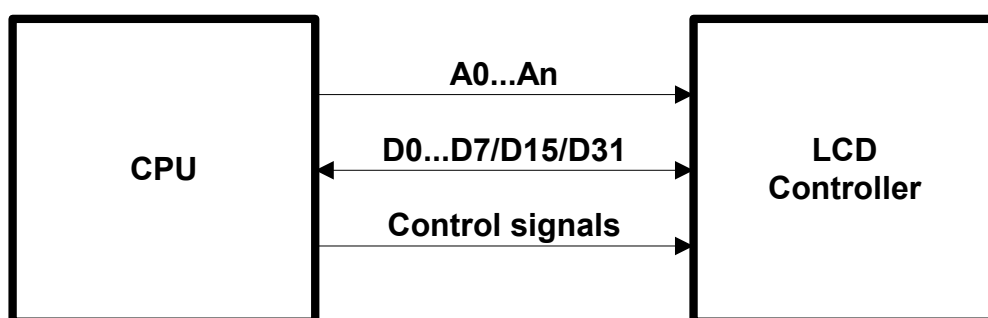 CPU
A0...An
D0...D7/D15/D31
Control signals
LCD
Controller